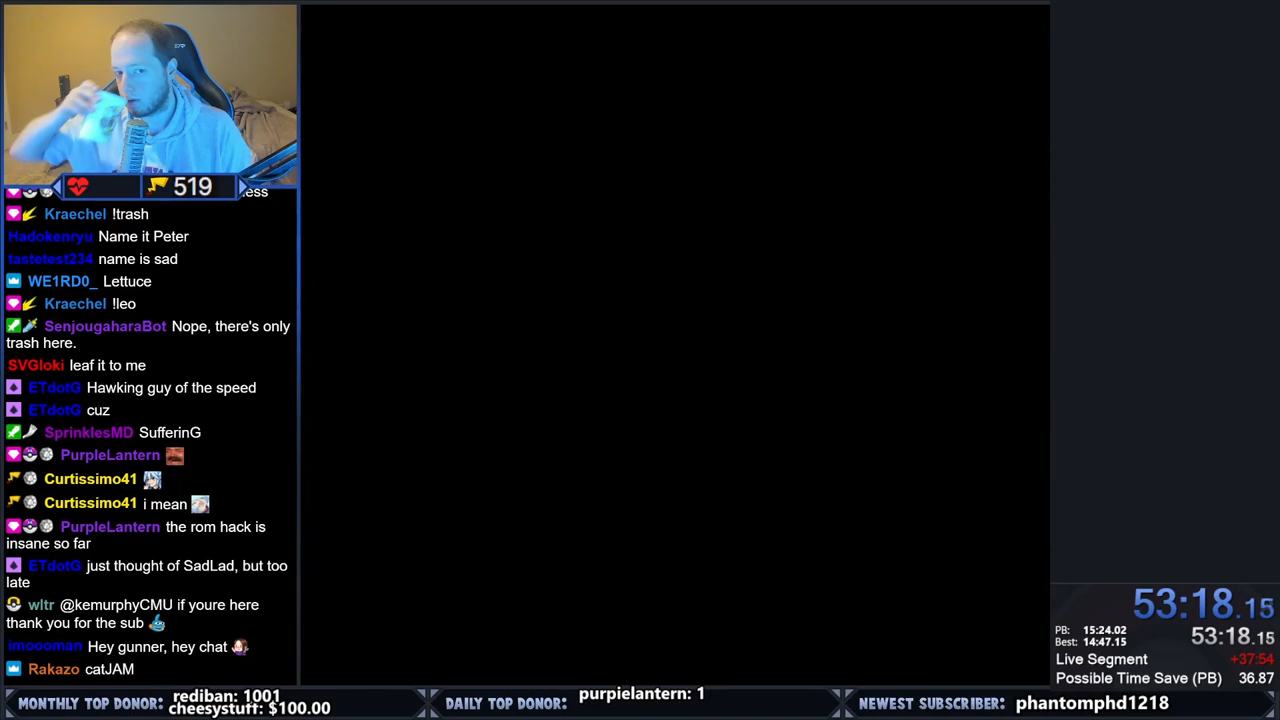 519
ess
Kraechel !trash
Hadokenryu Name it Peter
tastetest234 name is sad
WE1RD0_ Lettuce
Kraechel !leo
SenjougaharaBot Nope, there's only
trash here.
SVGloki leaf it to me
ETdotG Hawking guy of the speed
ETdotG cuz
SprinklesMD SufferinG
PurpleLantern
Curtissimo41
Curtissimo41 i mean
PurpleLantern the rom hack is
insane so far
ETdotG just thought of SadLad, but too
late
wltr @kemurphyCMU if youre here
thank you for the sub
imoooman Hey gunner, hey chat
Rakazo catJAM
53:18.15
PB: 15:24.02
Best: 14:47.15
53:18.15
Live Segment +37:54
Possible Time Save (PB) 36.87
MONTHLY TOP DONOR: rediban: 1001
cheesystuff: $100.00
DAILY TOP DONOR: purpielantern: 1
NEWEST SUBSCRIBER: phantomphd1218